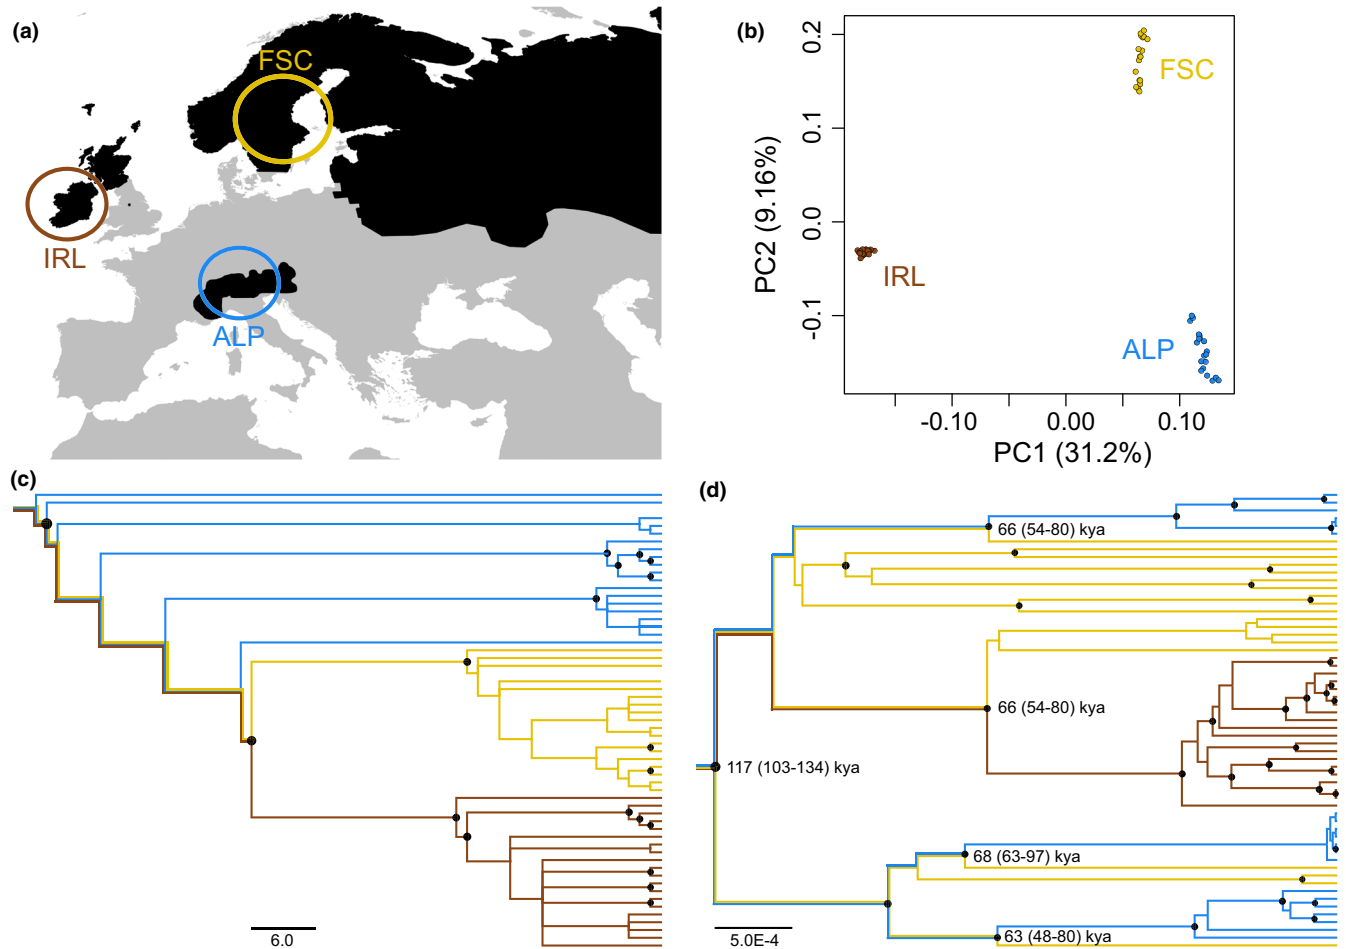 (a)
FSC
IRL
ALP
(b)
0.2
0.1
0.0
-0.1
PC2 (9.16%)
FSC
IRL
ALP
-0.10
0.00
0.10
PC1 (31.2%)
(c)
6.0
(d)
66 (54-80) kya
66 (54-80) kya
117 (103-134) kya
68 (63-97) kya
63 (48-80) kya
5.0E-4